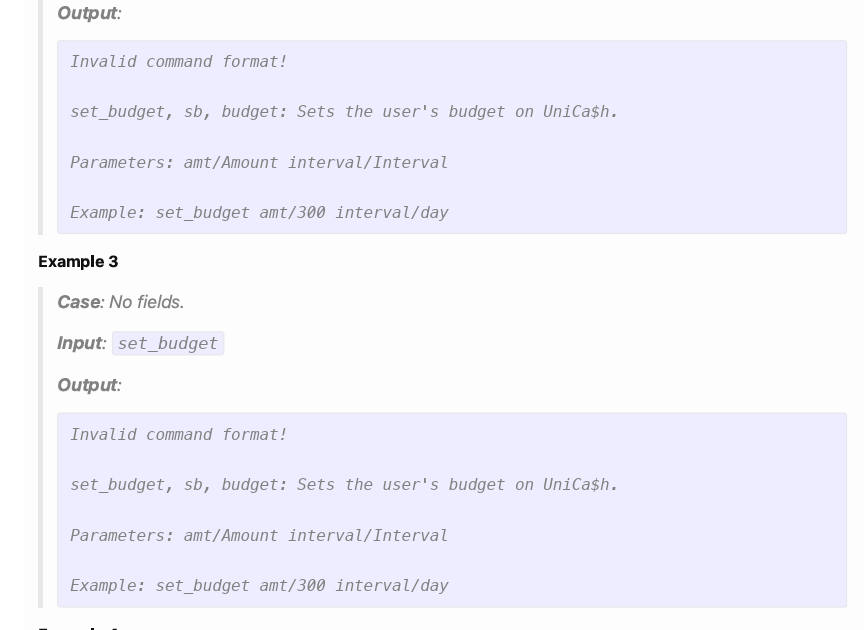 Output:
Invalid command format!
set_budget, sb, budget: Sets the user's budget on UniCa$h.
Parameters: amt/Amount interval/Interval
Example: set_budget amt/300 interval/day
Example 3
Case: No fields.
Input: set_budget
Output:
Invalid command format!
set_budget, sb, budget: Sets the user's budget on UniCa$h.
Parameters: amt/Amount interval/Interval
Example: set_budget amt/300 interval/day